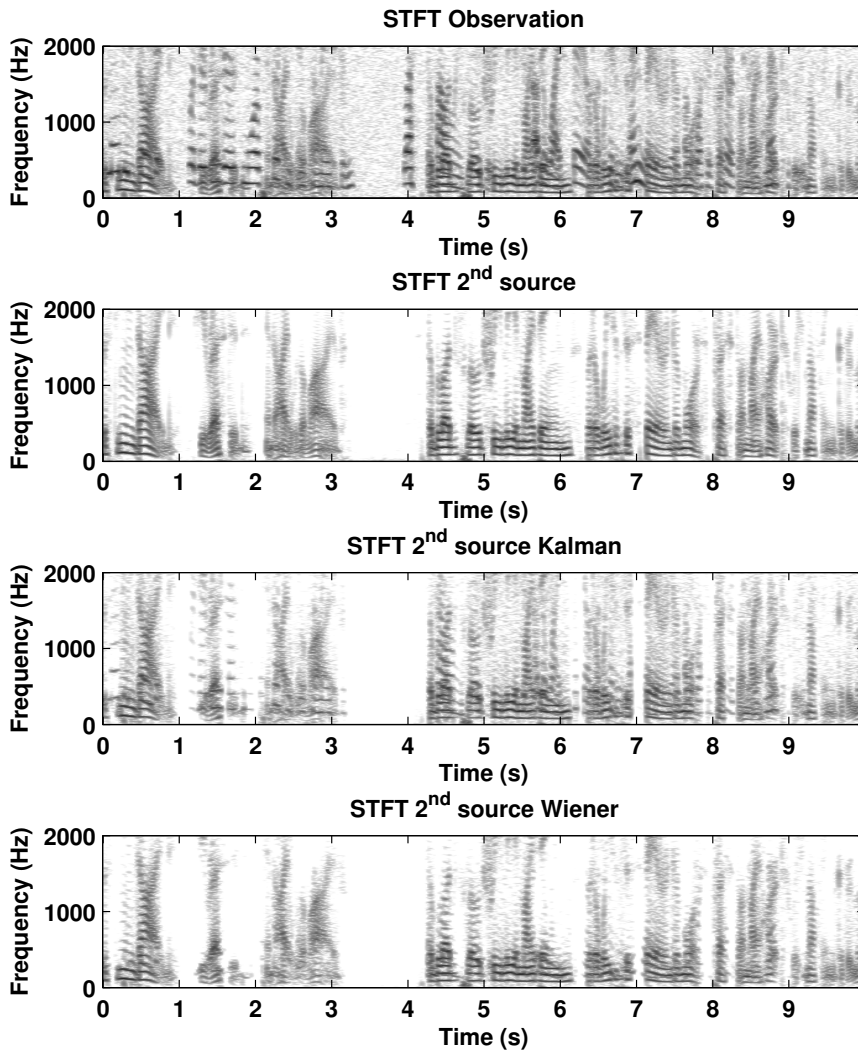 STFT Observation
Frequency (Hz)
2000
1000
0
0 1 2 3 4 5 6 7 8 9
Time (s)
STFT 2nd source
Frequency (Hz)
2000
1000
0
0 1 2 3 4 5 6 7 8 9
Time (s)
STFT 2nd source Kalman
Frequency (Hz)
2000
1000
0
0 1 2 3 4 5 6 7 8 9
Time (s)
STFT 2nd source Wiener
Frequency (Hz)
2000
1000
0
0 1 2 3 4 5 6 7 8 9
Time (s)